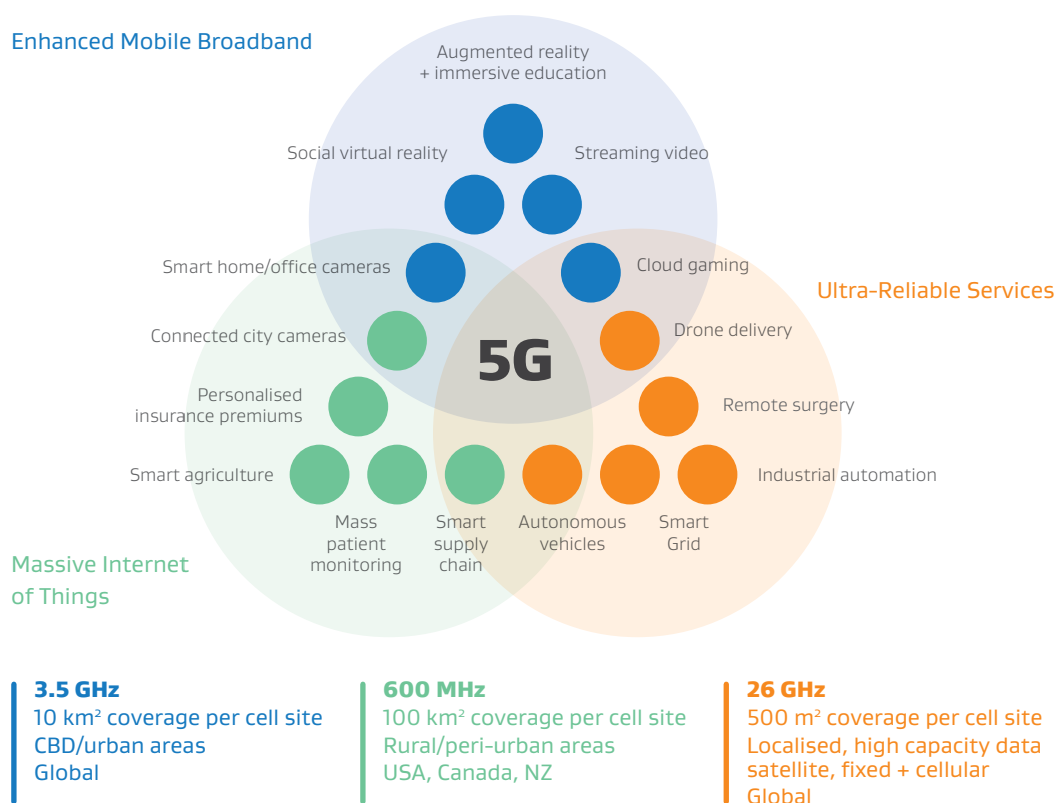 Enhanced Mobile Broadband
Augmented reality
+ immersive education
Social virtual reality
Streaming video
Smart home/office cameras
Cloud gaming
Ultra-Reliable Services
Connected city cameras
5G
Drone delivery
Personalised
insurance premiums
Remote surgery
Smart agriculture
Industrial automation
Mass
patient
monitoring
Smart
supply
chain
Autonomous
vehicles
Smart
Grid
Massive Internet
of Things
3.5 GHz
10 km² coverage per cell site
CBD/urban areas
Global
600 MHz
100 km² coverage per cell site
Rural/peri-urban areas
USA, Canada, NZ
26 GHz
500 m² coverage per cell site
Localised, high capacity data
satellite, fixed + cellular
Global